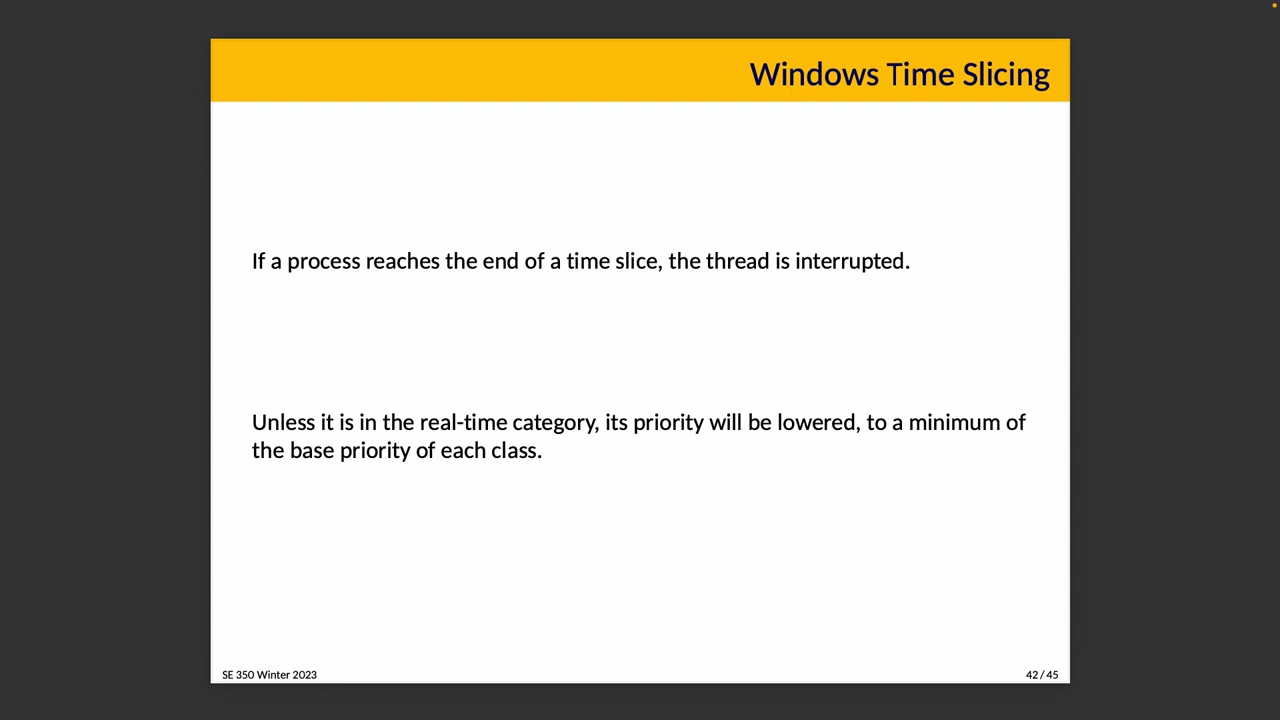 Windows Time Slicing
If a process reaches the end of a time slice, the thread is interrupted.
Unless it is in the real-time category, its priority will be lowered, to a minimum of
the base priority of each class.
SE 350 Winter 2023
42 / 45